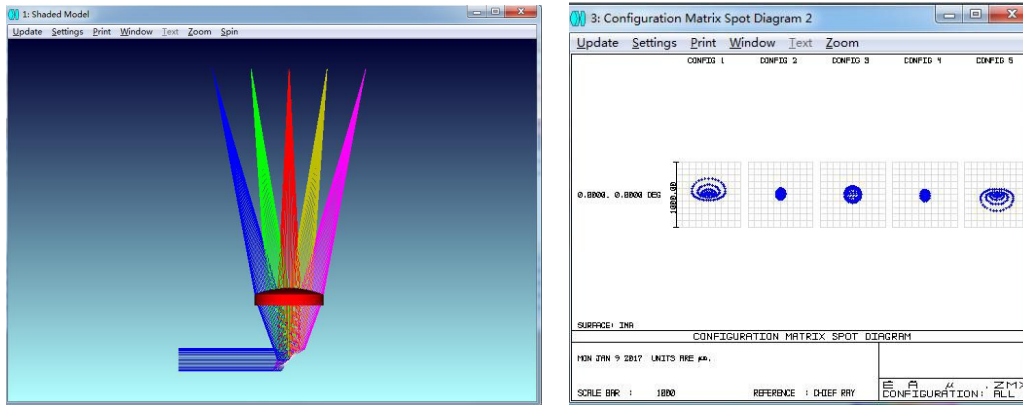 1: Shaded Model
Update Settings Print Window Text Zoom Spin
3: Configuration Matrix Spot Diagram 2
Update Settings Print Window Text Zoom
CONFIG 1 CONFIG 2 CONFIG 3 CONFIG 4 CONFIG 5
0.0000, 0.0000 DEG
1000.00
SURFACE: IMA
CONFIGURATION MATRIX SPOT DIAGRAM
MON JAN 9 2017 UNITS ARE µm.
SCALE BAR : 1000 REFERENCE : CHIEF RAY
.ZMX
CONFIGURATION: ALL